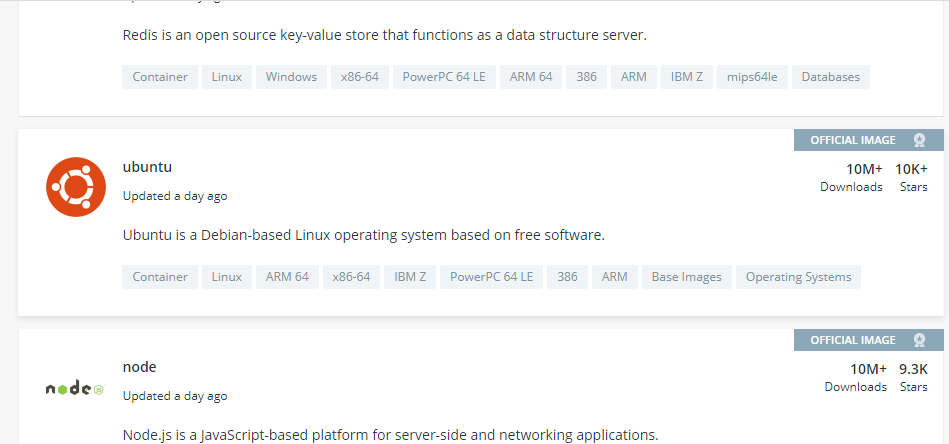 Redis is an open source key-value store that functions as a data structure server.
Container Linux Windows x86-64 PowerPC 64 LE ARM 64 386 ARM IBM Z mips64le Databases
OFFICIAL IMAGE
ubuntu
10M+ 10K+
Updated a day ago
Downloads Stars
Ubuntu is a Debian-based Linux operating system based on free software.
Container Linux ARM 64 x86-64 IBM Z PowerPC 64 LE 386 ARM Base Images Operating Systems
OFFICIAL IMAGE
node
10M+ 9.3K
node
Updated a day ago
Downloads Stars
Node.js is a JavaScript-based platform for server-side and networking applications.